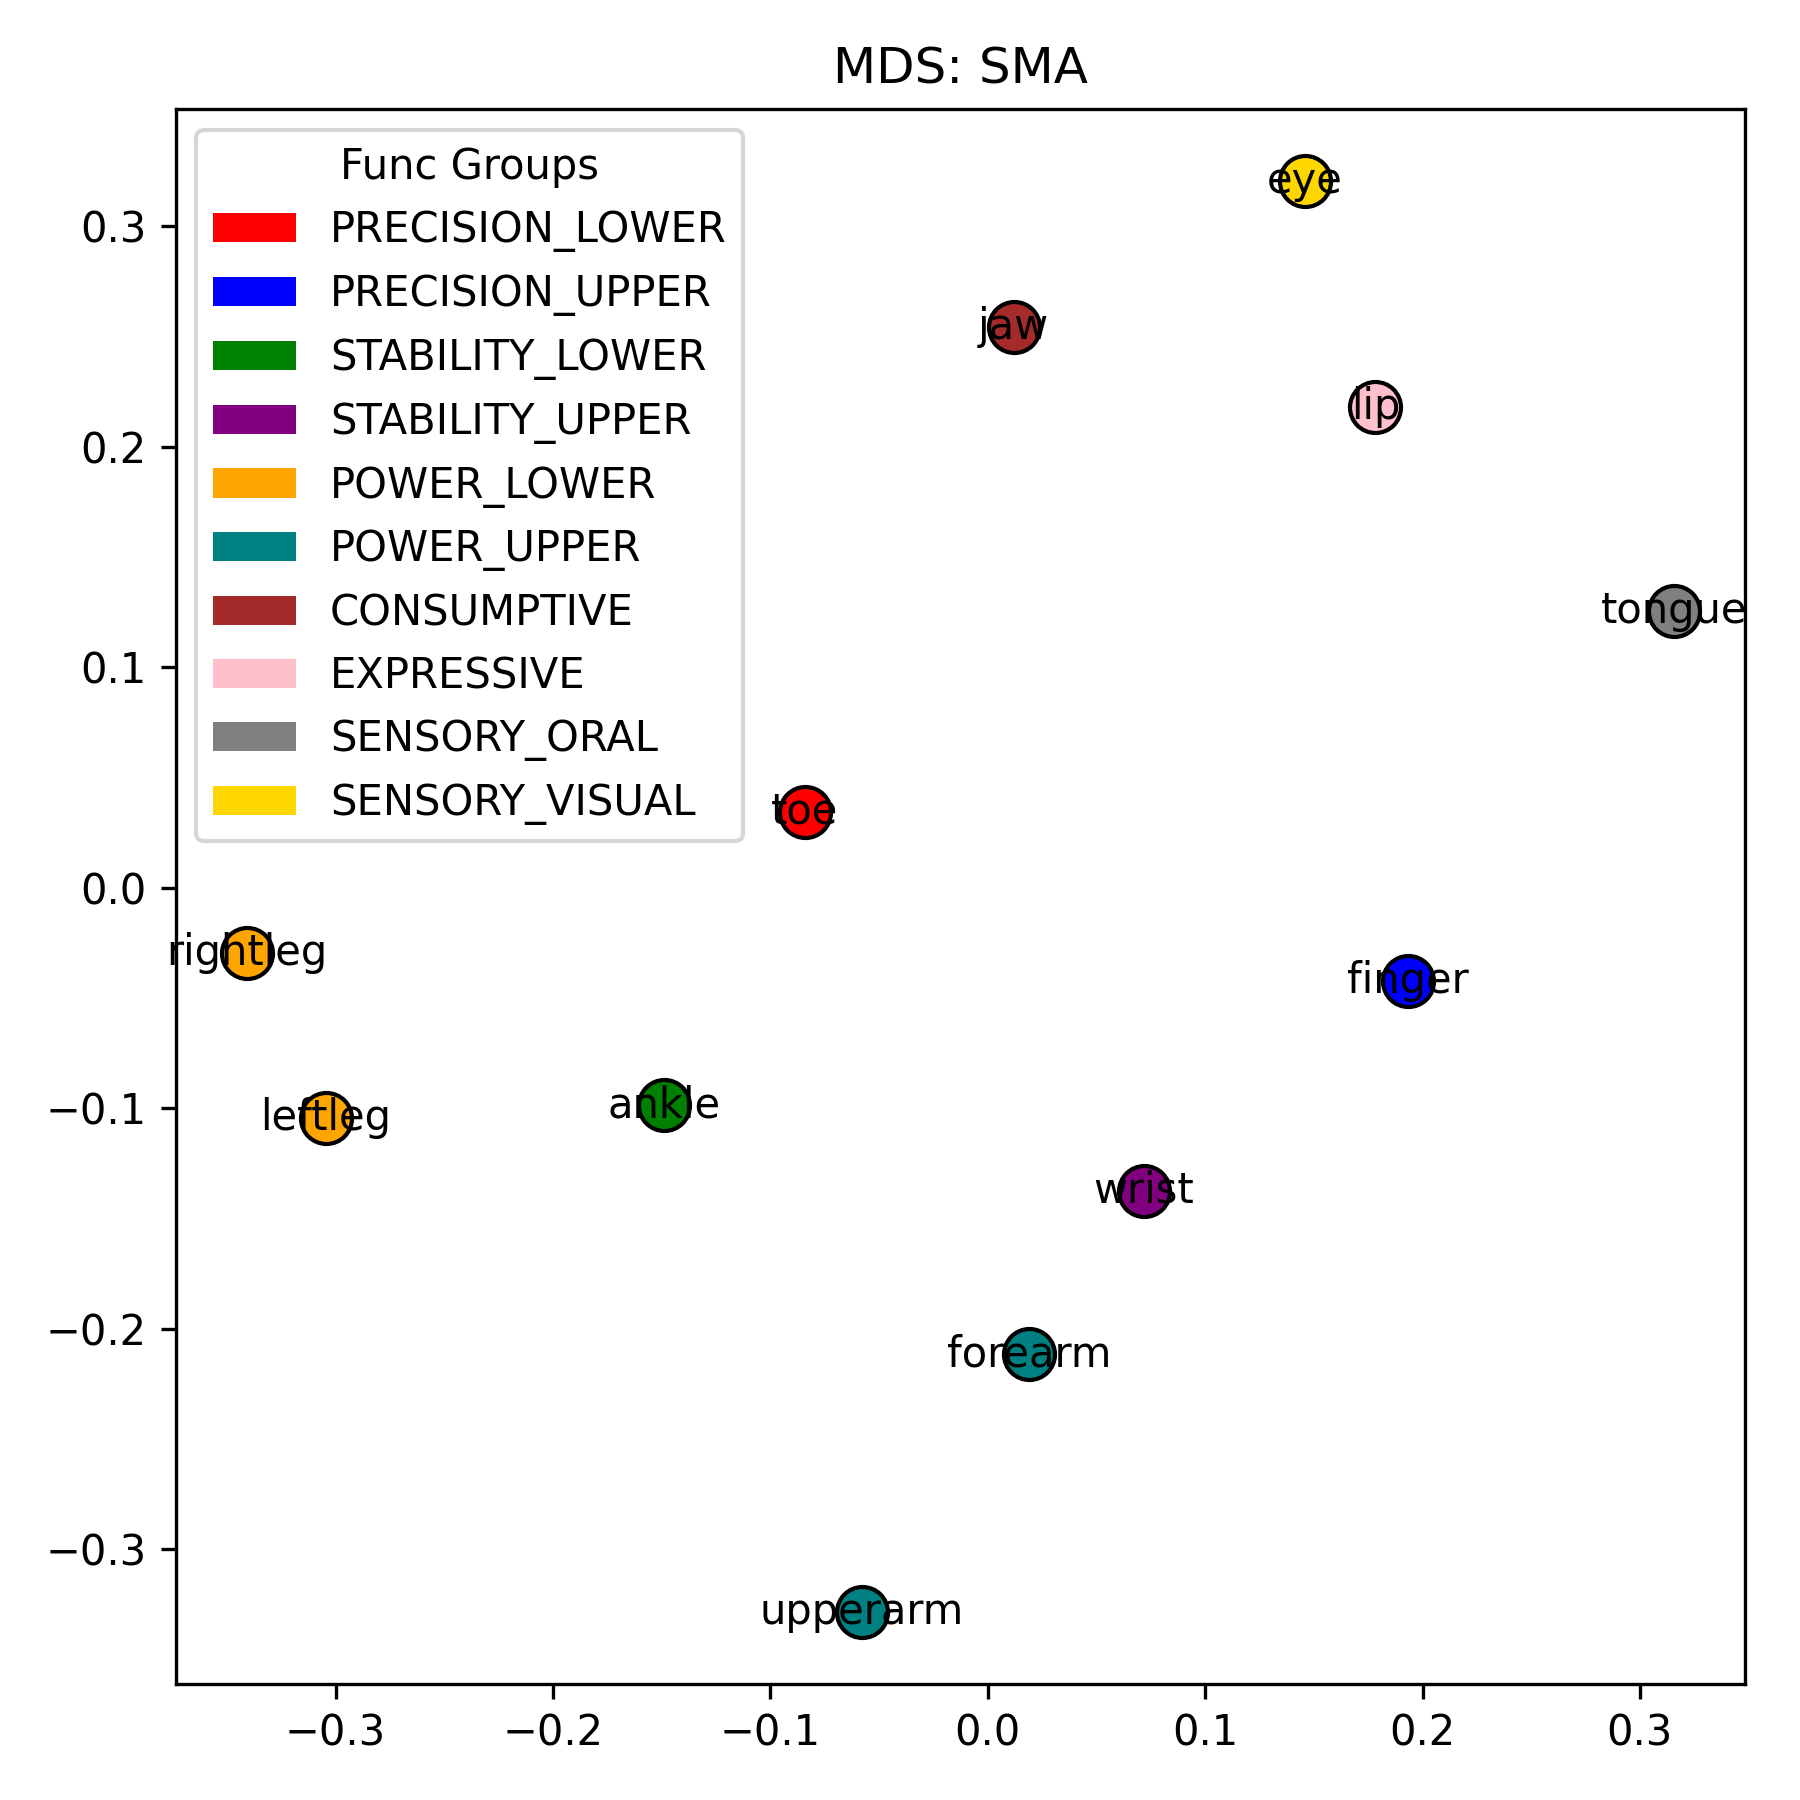 MDS: SMA
Func Groups
PRECISION_LOWER
PRECISION_UPPER
STABILITY_LOWER
STABILITY_UPPER
POWER_LOWER
POWER_UPPER
CONSUMPTIVE
EXPRESSIVE
SENSORY_ORAL
SENSORY_VISUAL
eye
jaw
lip
tongue
toe
rightleg
finger
leftleg
ankle
wrist
forearm
upperarm
0.3
0.2
0.1
0.0
−0.1
−0.2
−0.3
−0.3 −0.2 −0.1 0.0 0.1 0.2 0.3